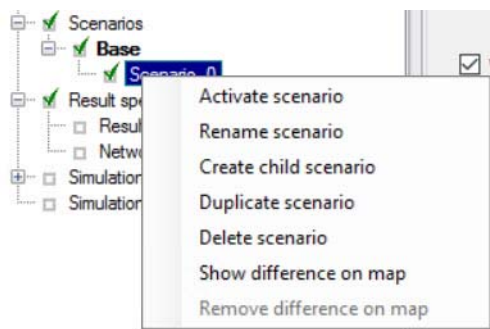 Scenarios
Base
Scenario_0
Result spe
Resul
Netwo
Simulation
Simulation
Activate scenario
Rename scenario
Create child scenario
Duplicate scenario
Delete scenario
Show difference on map
Remove difference on map